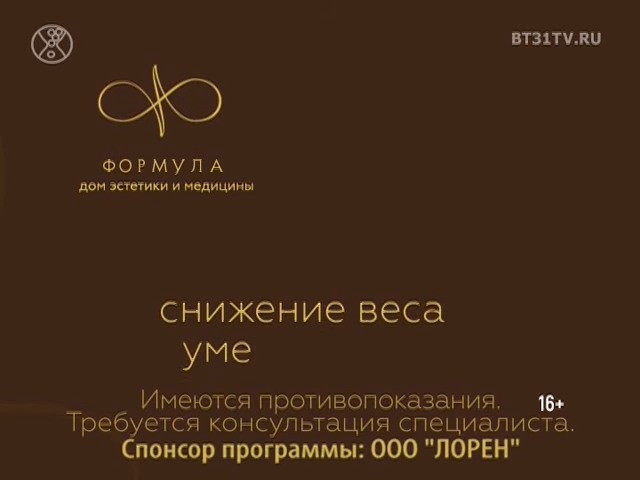 BT31TV.RU
ФОРМУЛА
дом эстетики и медицины
снижение веса
уме
Имеются противопоказания.
16+
Требуется консультация специалиста.
Спонсор программы: ООО "ЛОРЕН"